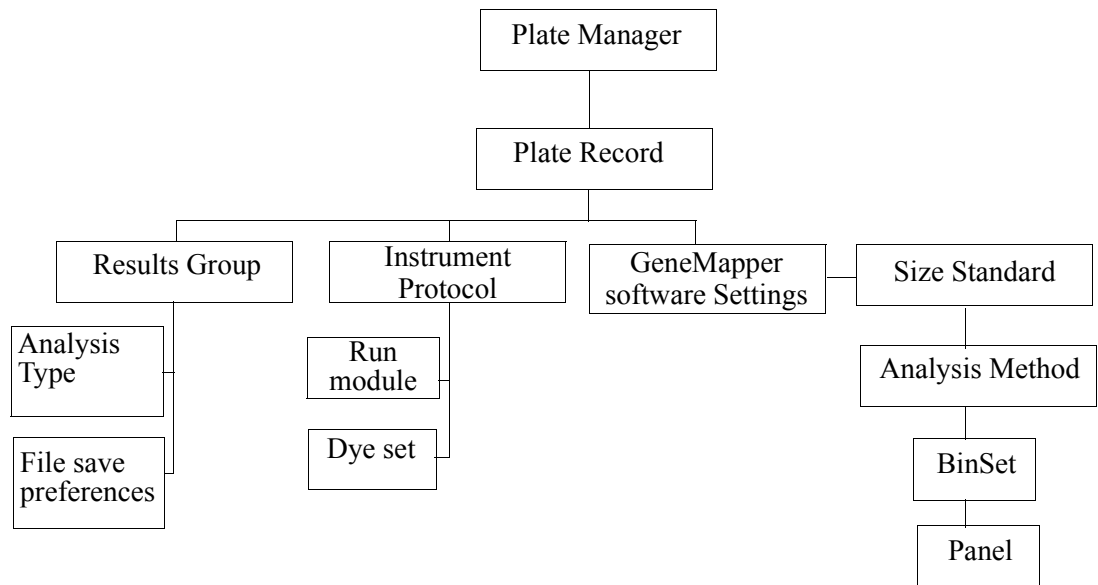 Plate Manager
Plate Record
Results Group
Instrument
Protocol
GeneMapper
software Settings
Size Standard
Analysis
Type
Run
module
Analysis Method
File save
preferences
Dye set
BinSet
Panel